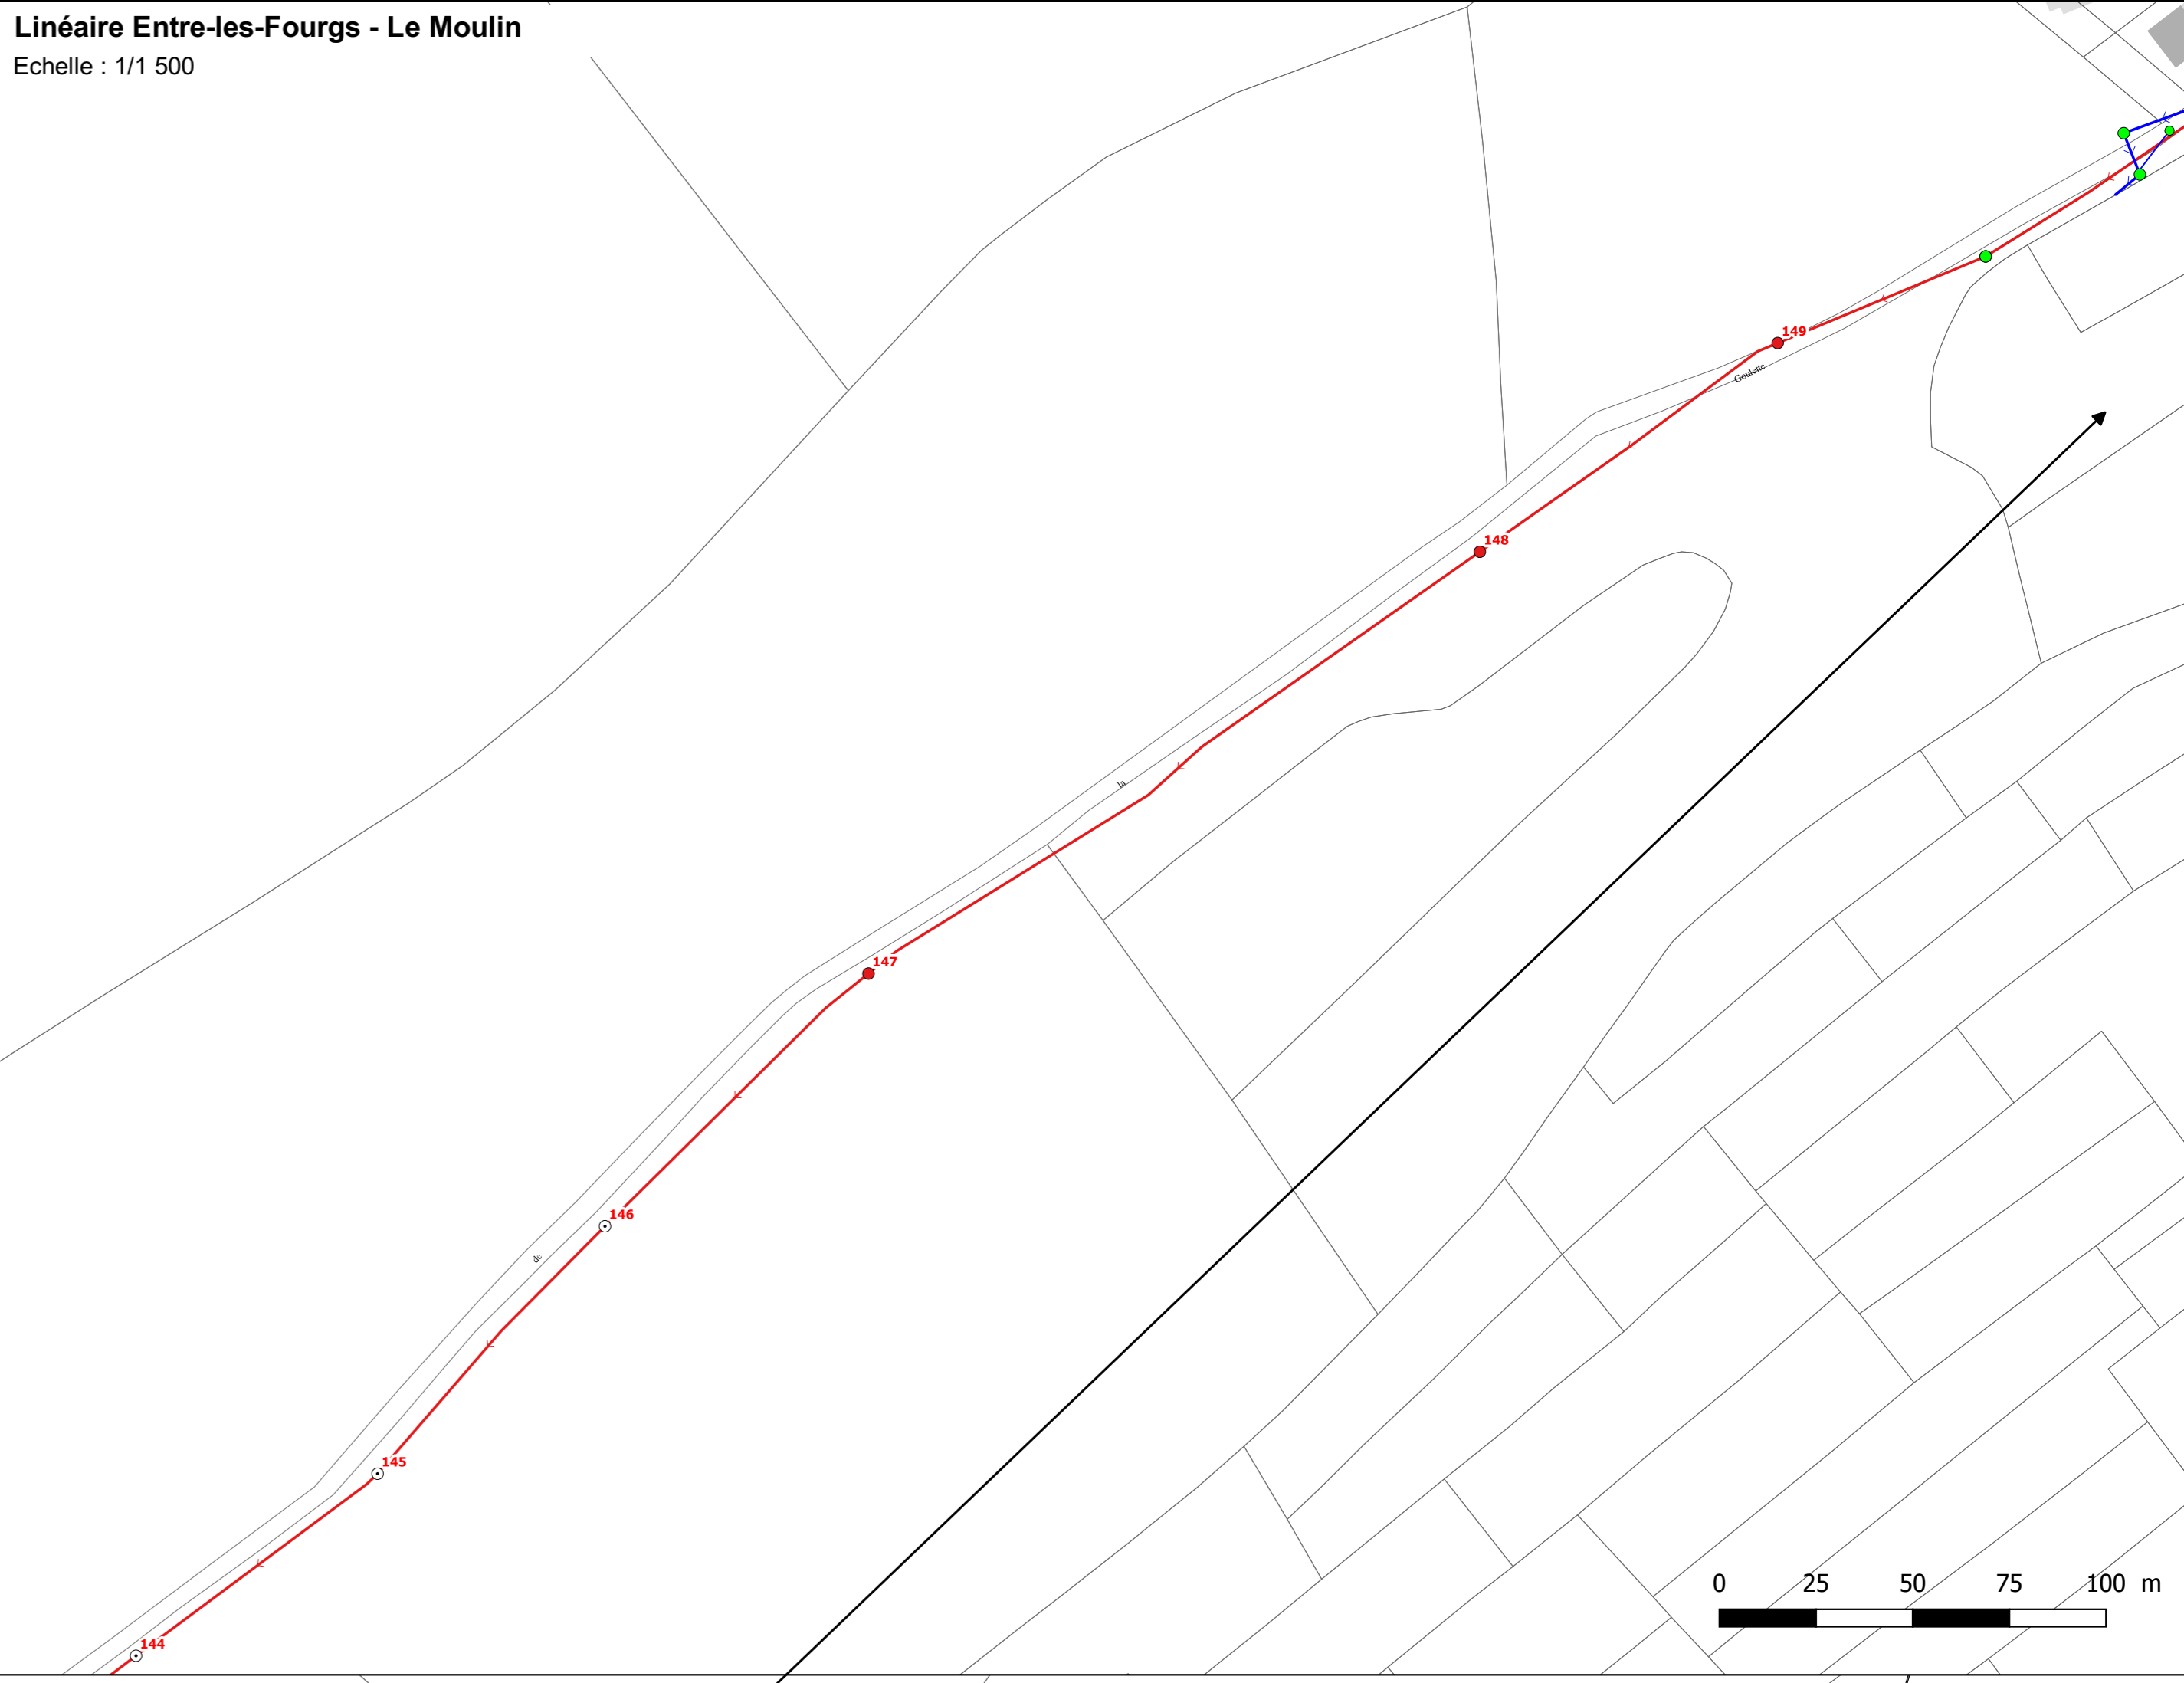 Linéaire Entre-les-Fourgs - Le Moulin
Echelle : 1/1 500
149
Goulette
148
la
147
146
de
145
0 25 50 75 100 m
144